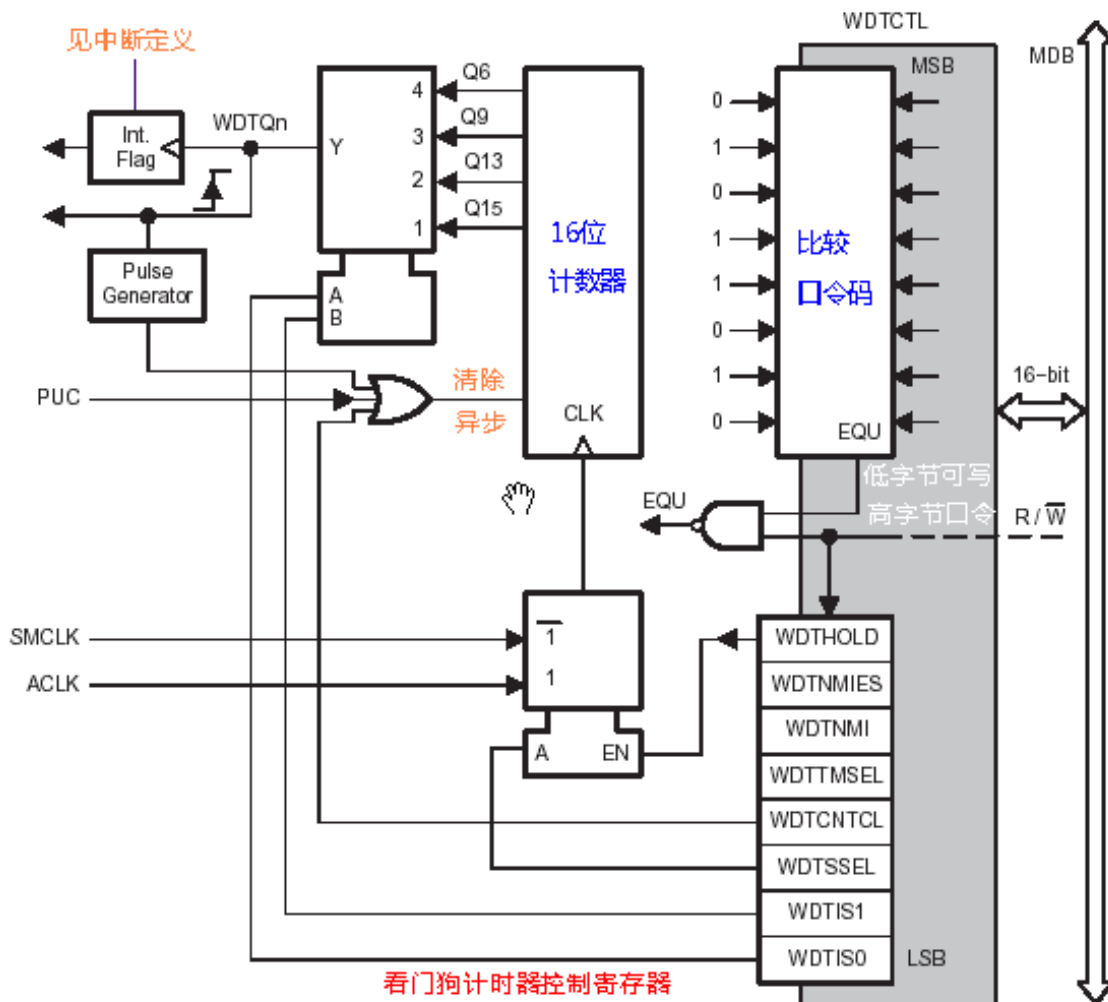 WDTCTL
见中断定义
MSB
MDB
Int.
Flag
WDTQn
Y
4
3
2
1
Q6
Q9
Q13
Q15
16位
计数器
CLK
0
1
0
1
1
0
1
0
比较
口令码
EQU
16-bit
Pulse
Generator
A
B
PUC
清除
异步
EQU
低字节可写
高字节口令
R / W̅
SMCLK
ACLK
1̅
1
A
EN
WDTHOLD
WDTNMIES
WDTNMI
WDTTMSEL
WDTCNTCL
WDTSSEL
WDTIS1
WDTIS0
LSB
看门狗计时器控制寄存器